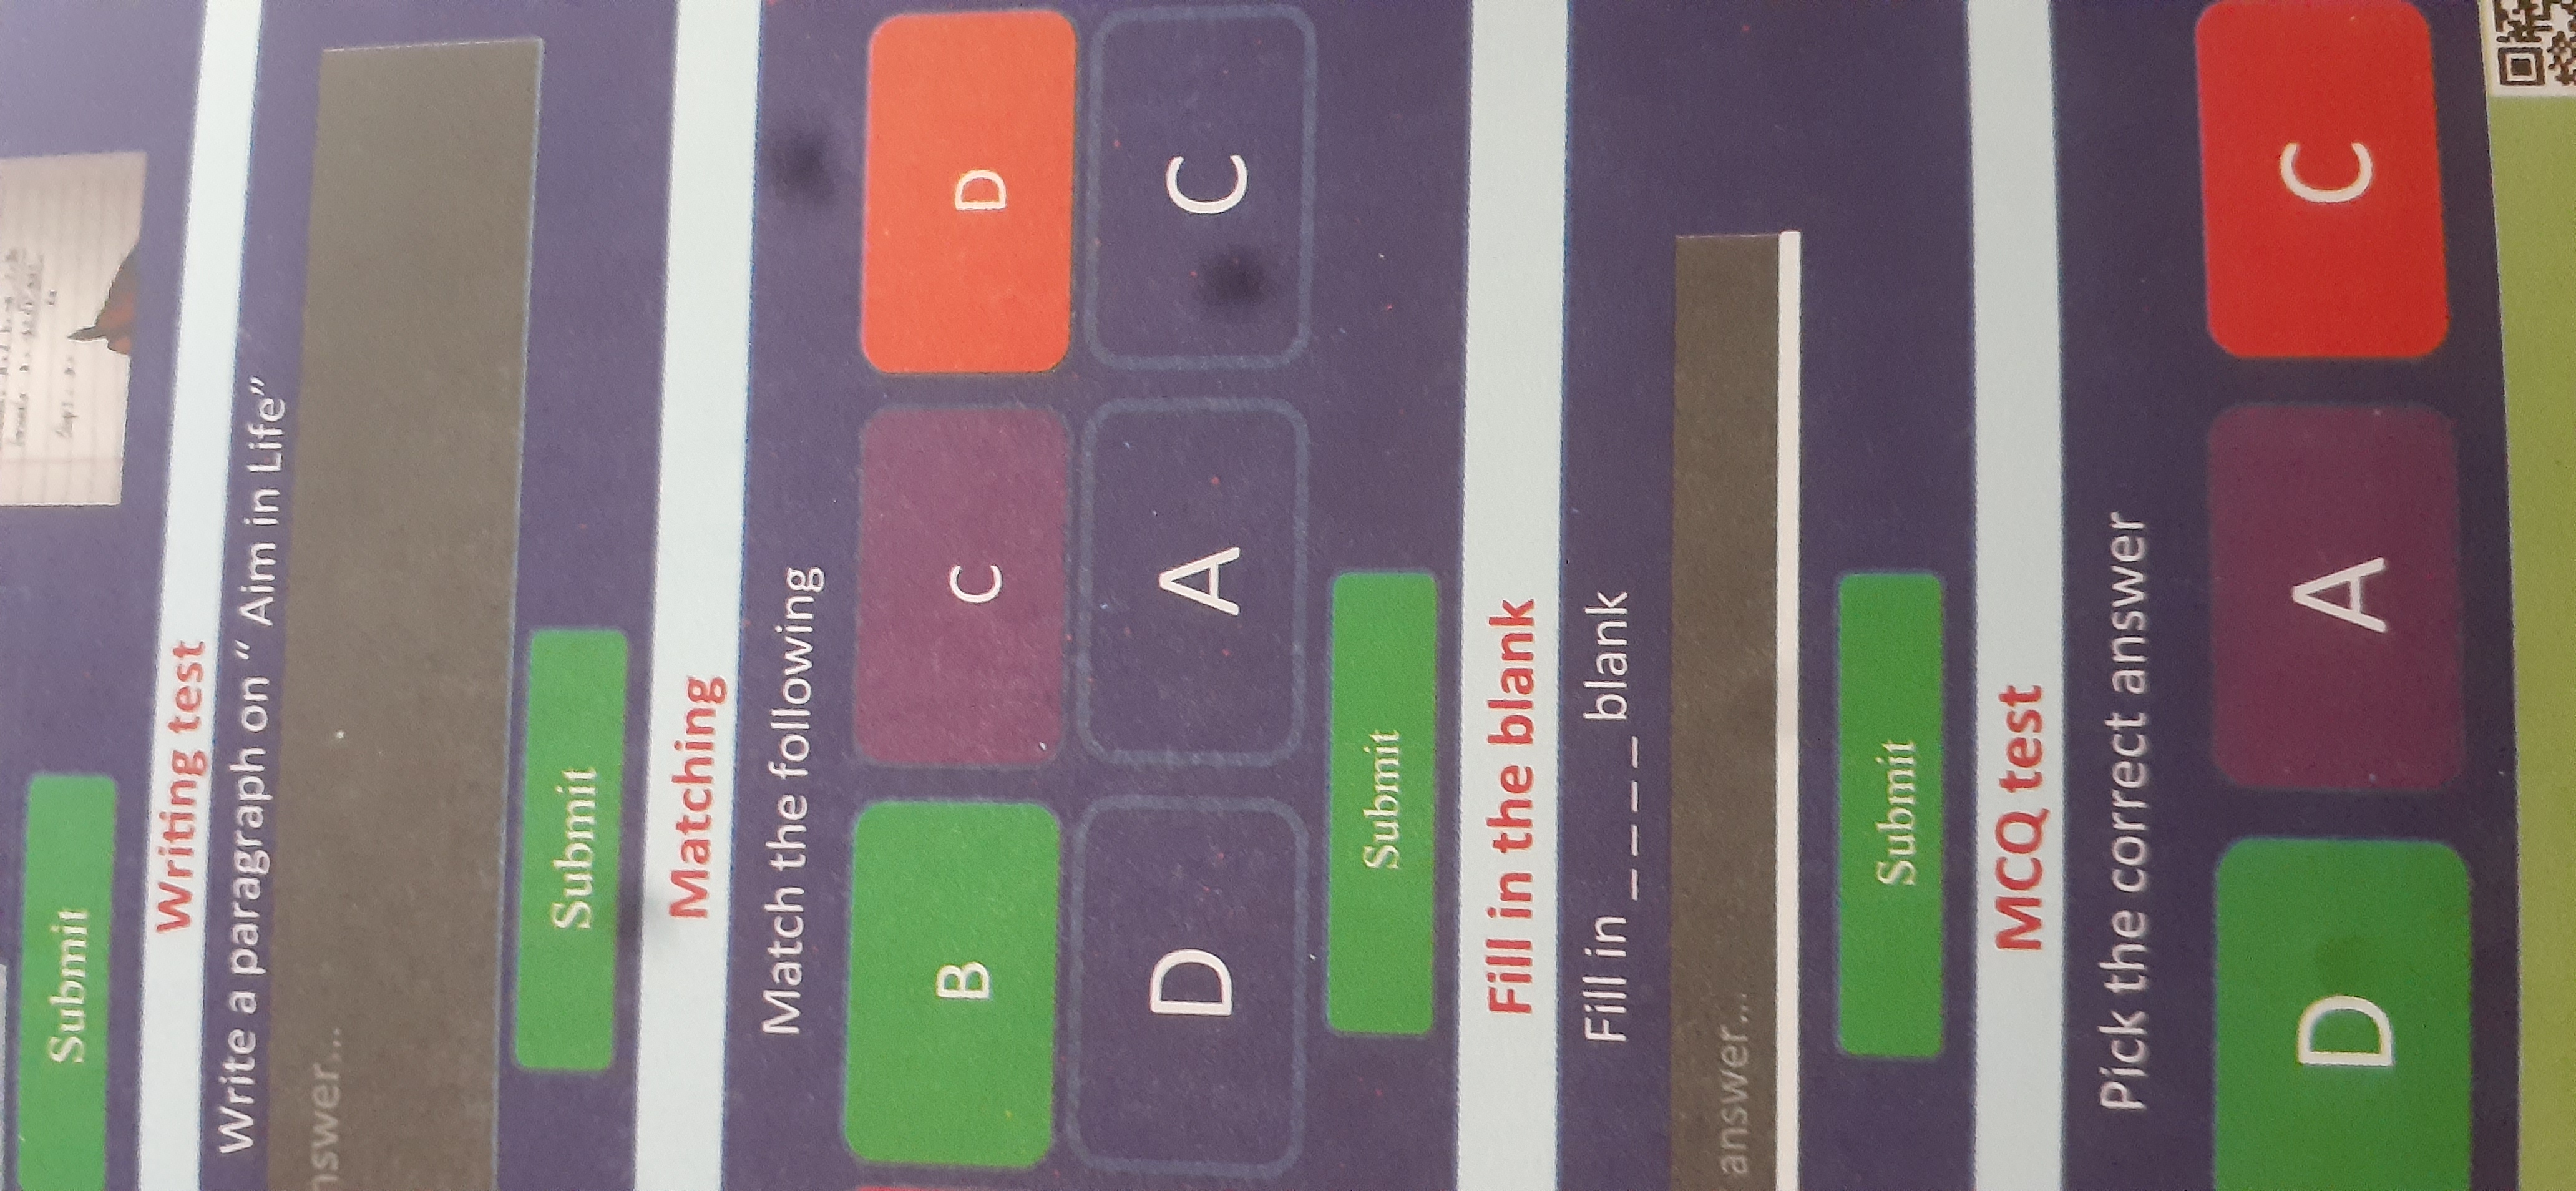 Submit
Writing test
Write a paragraph on “ Aim in Life”
Submit
Matching
Match the following
B C D
D A C
Submit
Fill in the blank
Fill in _ _ _ _ _ blank
answer...
Submit
MCQ test
Pick the correct answer
D A C